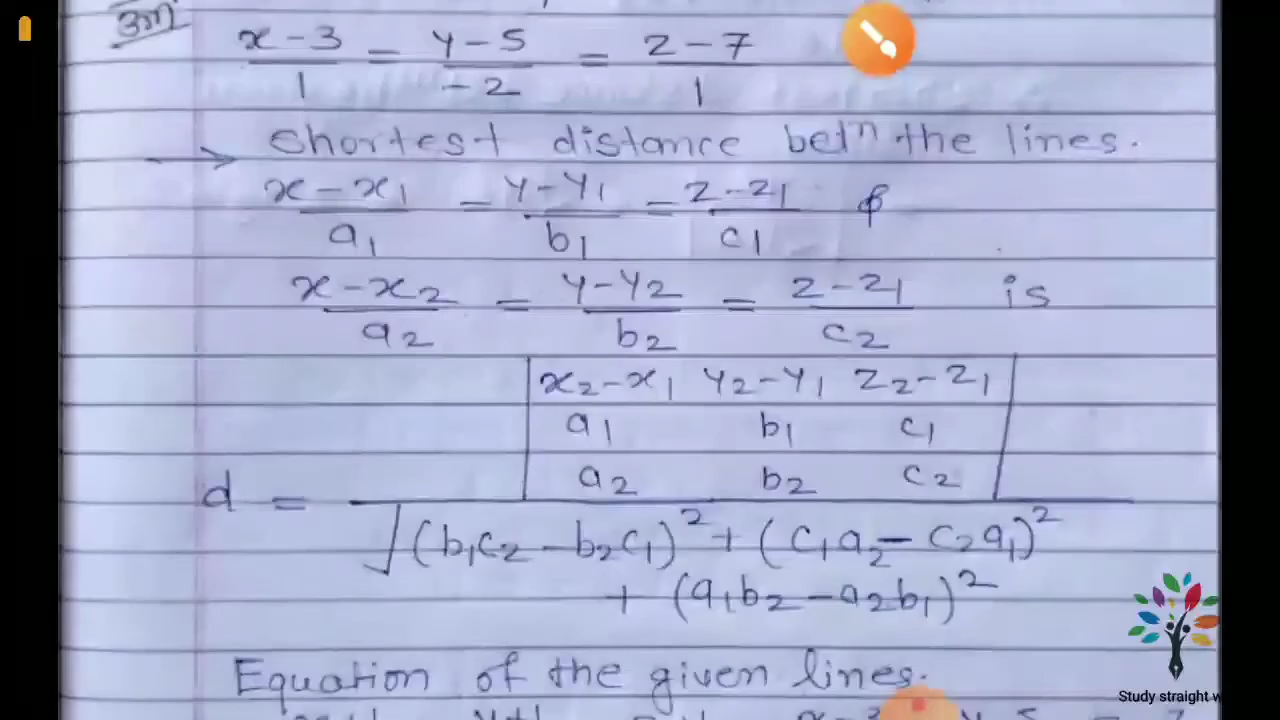 3m
x-3/1 = y-5/-2 = z-7/1
shortest distance betn the lines.
x-x1/a1 = y-y1/b1 = z-z1/c1 &
x-x2/a2 = y-y2/b2 = z-z1/c2 is
| x2-x1 y2-y1 z2-z1 |
| a1 b1 c1 |
| a2 b2 c2 |
d =
√(b1c2-b2c1)² + (c1a2-c2a1)²
+ (a1b2-a2b1)²
Equation of the given lines.
Study straight w